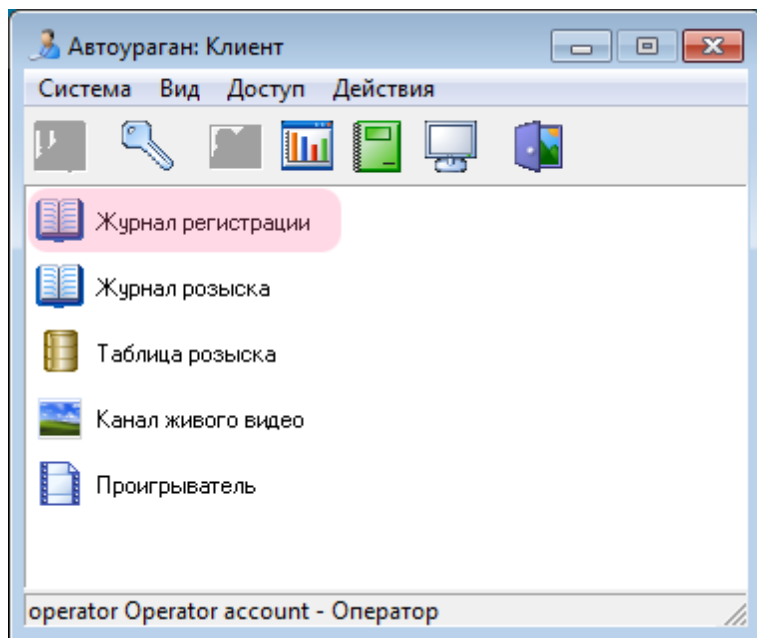 Автоураган: Клиент
Система Вид Доступ Действия
Журнал регистрации
Журнал розыска
Таблица розыска
Канал живого видео
Проигрыватель
operator Operator account - Оператор